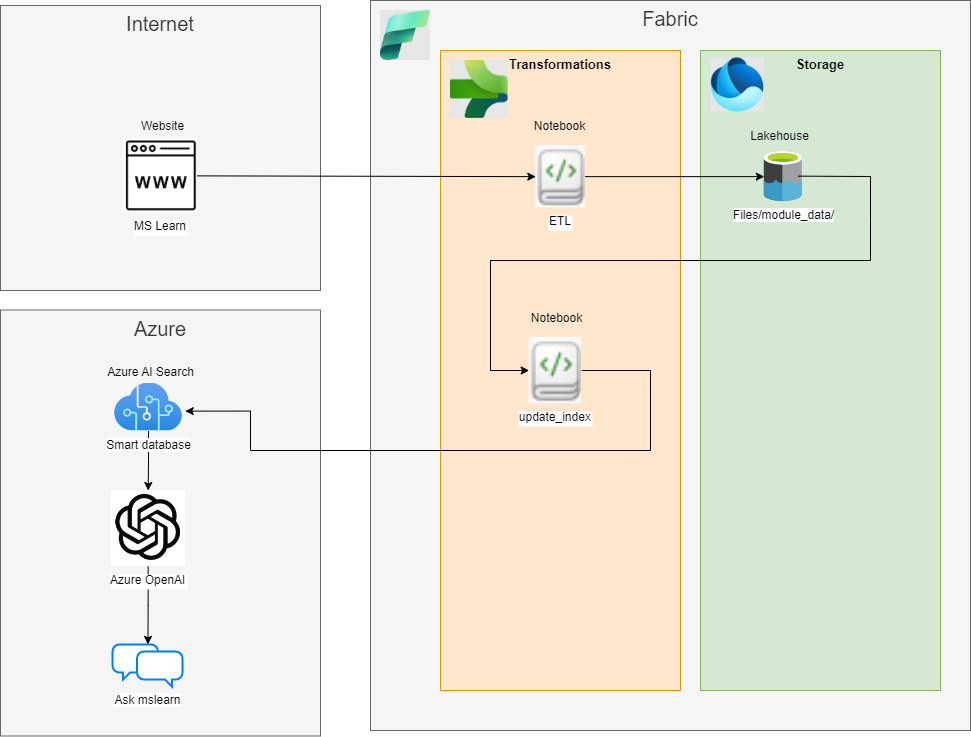 Internet
Website
WWW
MS Learn
Fabric
Transformations
Notebook
ETL
Storage
Lakehouse
Files/module_data/
Notebook
update_index
Azure
Azure AI Search
Smart database
Azure OpenAI
Ask mslearn